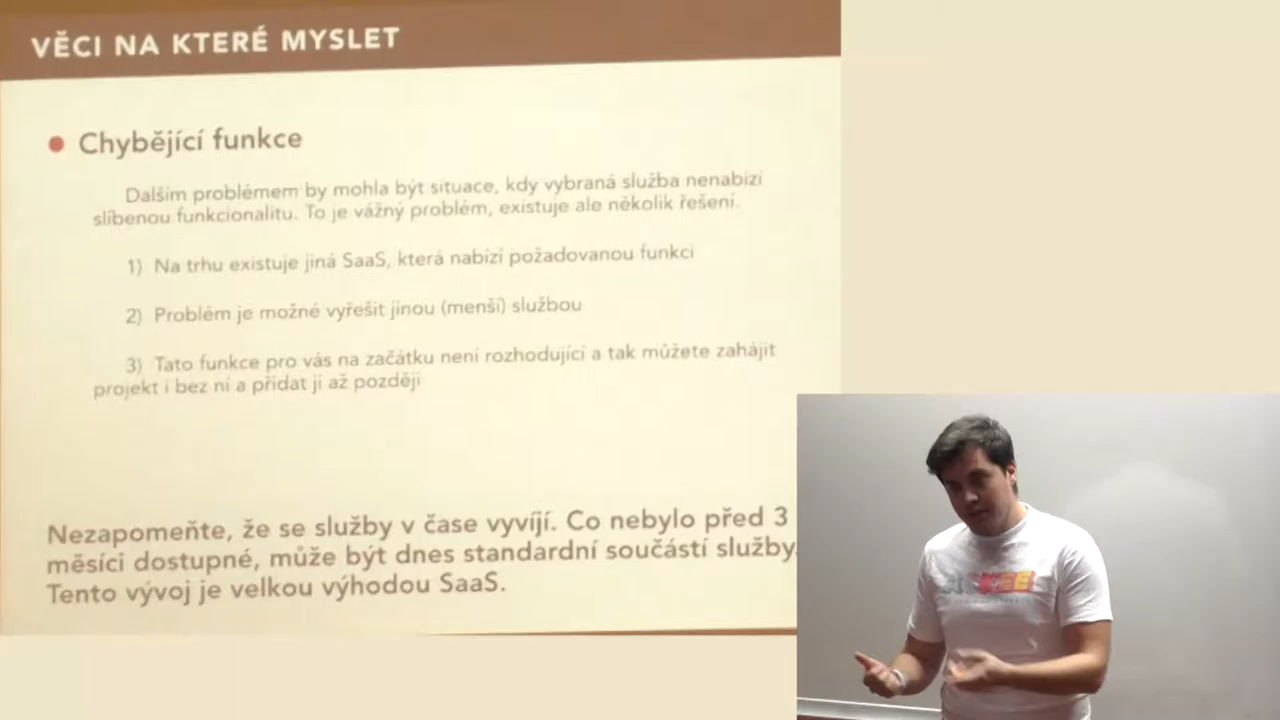 VĚCI NA KTERÉ MYSLET
Chybějící funkce
Dalším problémem by mohla být situace, kdy vybraná služba nenabízí
slíbenou funkcionalitu. To je vážný problém, existuje ale několik řešení.
1) Na trhu existuje jiná SaaS, která nabízí požadovanou funkci
2) Problém je možné vyřešit jinou (menší) službou
3) Tato funkce pro vás na začátku není rozhodující a tak můžete zahájit
projekt i bez ní a přidat ji až později
Nezapomeňte, že se služby v čase vyvíjí. Co nebylo před 3
měsíci dostupné, může být dnes standardní součástí služby.
Tento vývoj je velkou výhodou SaaS.